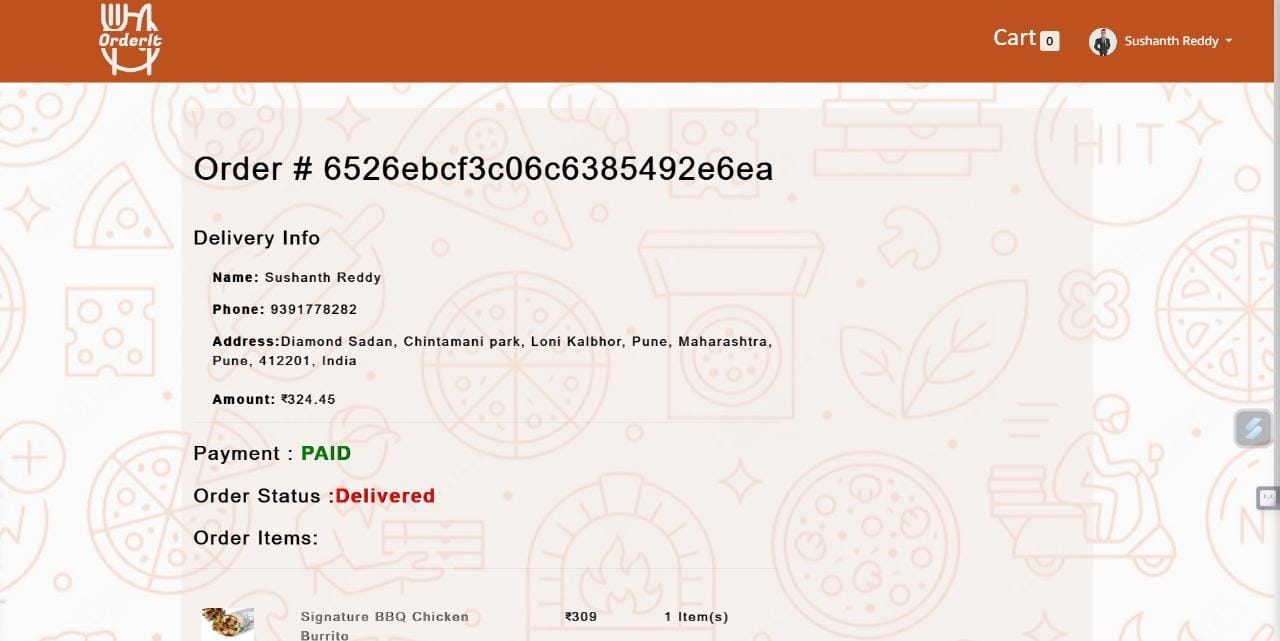 OrderIt
Cart 0
Sushanth Reddy
HIT
Order # 6526ebcf3c06c6385492e6ea
Delivery Info
Name: Sushanth Reddy
Phone: 9391778282
Address:Diamond Sadan, Chintamani park, Loni Kalbhor, Pune, Maharashtra,
Pune, 412201, India
Amount: ₹324.45
Payment : PAID
Order Status :Delivered
Order Items:
Signature BBQ Chicken ₹309 1 Item(s)
Burrito